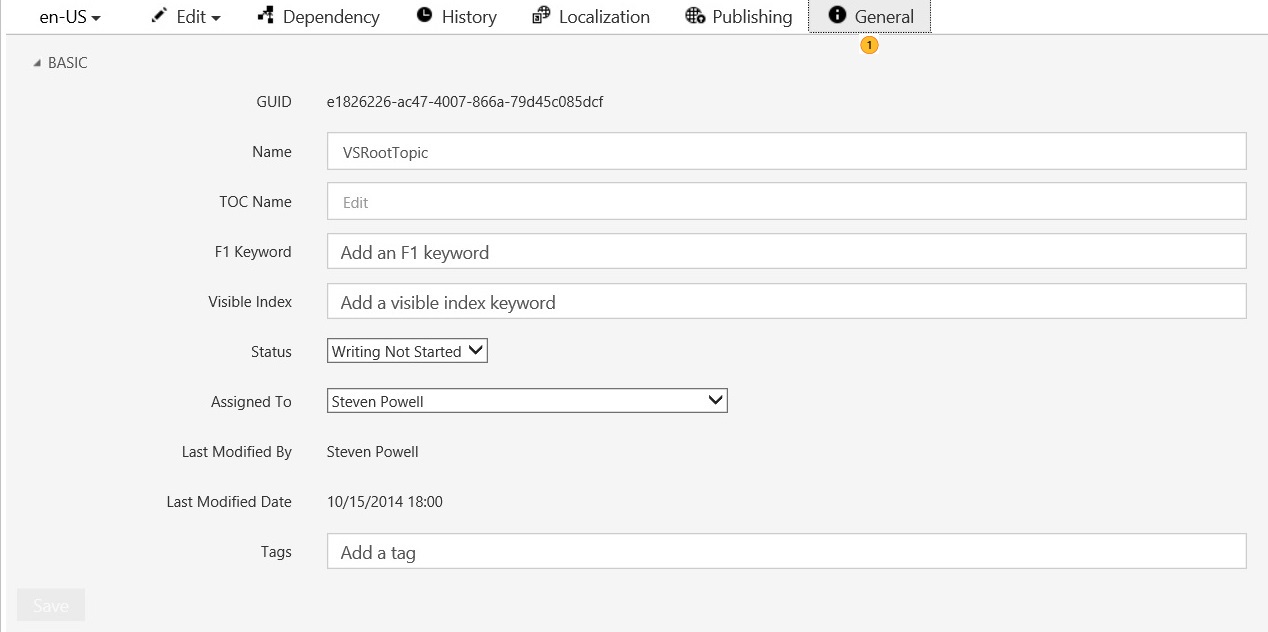 en-US Edit Dependency History Localization Publishing General
1
BASIC
GUID e1826226-ac47-4007-866a-79d45c085dcf
Name VSRootTopic
TOC Name Edit
F1 Keyword Add an F1 keyword
Visible Index Add a visible index keyword
Status Writing Not Started
Assigned To Steven Powell
Last Modified By Steven Powell
Last Modified Date 10/15/2014 18:00
Tags Add a tag
Save